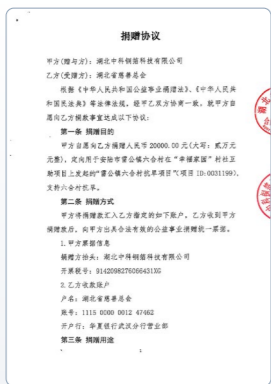 捐赠协议
甲方(赠与方):湖北中科铜箔科技有限公司
乙方(受赠方):湖北省慈善总会
根据《中华人民共和国公益事业捐赠法》、《中华人民共
和国民法典》等法律法规,经甲乙双方协商一致,就甲方自
愿向乙方捐款事宜达成以下协议:
第一条 捐赠目的
甲方自愿向乙方捐赠人民币 20000.00 元(大写:贰万元
元整),定向用于安陆市雷公镇六合村在“幸福家园”村社互
助项目上发起的“雷公镇六合村抗旱项目”(项目 ID:0031199),
支持六合村抗旱。
第二条 捐赠方式
甲方将捐赠款汇入乙方指定的如下账户。乙方收到甲方
捐赠款后,向甲方出具合法有效的公益事业捐赠统一票据。
1.甲方票据信息
捐赠方抬头:湖北中科铜箔科技有限公司
开票税号:
2.乙方收款账户
户名:湖北省慈善总会
账号:1115 0000 0012 47462
开户行:华夏银行武汉分行营业部
第三条 捐赠用途
1